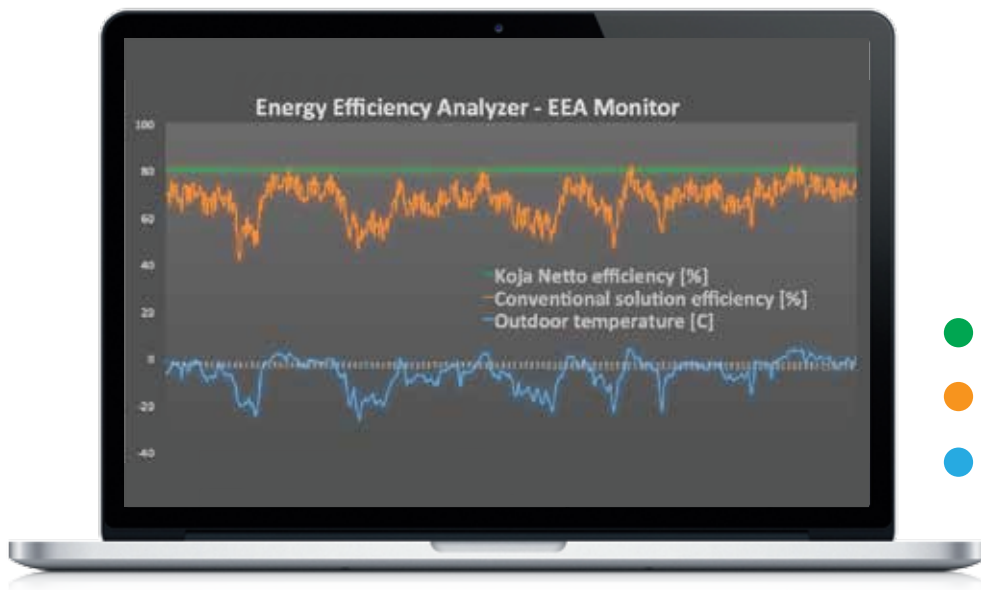 Energy Efficiency Analyzer - EEA Monitor
100
80
60
40
20
0
-20
-40
Koja Netto efficiency [%]
Conventional solution efficiency [%]
Outdoor temperature [C]